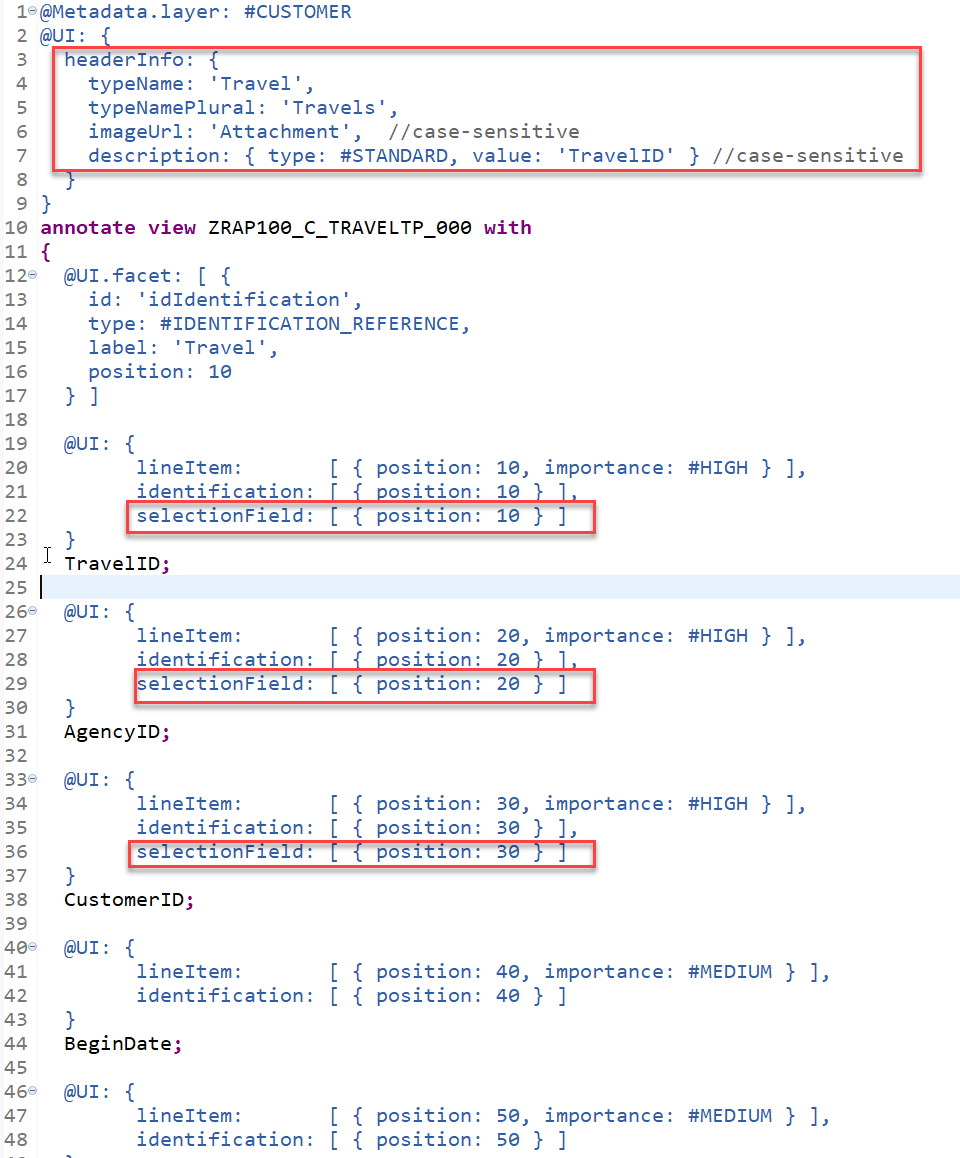 1 @Metadata.layer: #CUSTOMER
2 @UI: {
3   headerInfo: {
4     typeName: 'Travel',
5     typeNamePlural: 'Travels',
6     imageUrl: 'Attachment',  //case-sensitive
7     description: { type: #STANDARD, value: 'TravelID' } //case-sensitive
8   }
9 }
10 annotate view ZRAP100_C_TRAVELTP_000 with
11 {
12   @UI.facet: [ {
13     id: 'idIdentification',
14     type: #IDENTIFICATION_REFERENCE,
15     label: 'Travel',
16     position: 10
17   } ]
18
19   @UI: {
20         lineItem:       [ { position: 10, importance: #HIGH } ],
21         identification: [ { position: 10 } ],
22         selectionField: [ { position: 10 } ]
23   }
24   TravelID;
25
26   @UI: {
27         lineItem:       [ { position: 20, importance: #HIGH } ],
28         identification: [ { position: 20 } ],
29         selectionField: [ { position: 20 } ]
30   }
31   AgencyID;
32
33   @UI: {
34         lineItem:       [ { position: 30, importance: #HIGH } ],
35         identification: [ { position: 30 } ],
36         selectionField: [ { position: 30 } ]
37   }
38   CustomerID;
39
40   @UI: {
41         lineItem:       [ { position: 40, importance: #MEDIUM } ],
42         identification: [ { position: 40 } ]
43   }
44   BeginDate;
45
46   @UI: {
47         lineItem:       [ { position: 50, importance: #MEDIUM } ],
48         identification: [ { position: 50 } ]